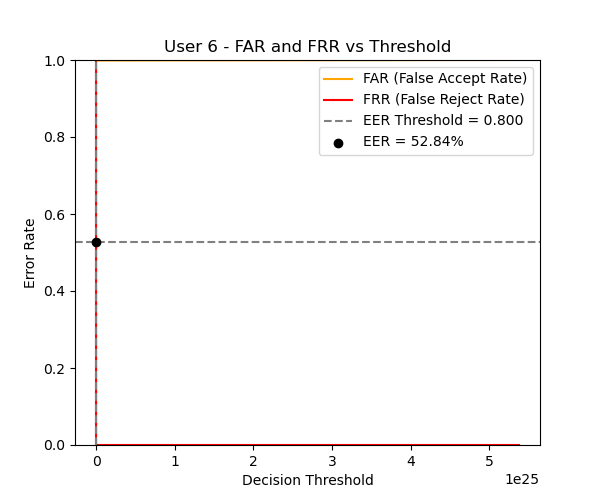 User 6 - FAR and FRR vs Threshold
1.0
FAR (False Accept Rate)
FRR (False Reject Rate)
EER Threshold = 0.800
EER = 52.84%
0.8
0.6
0.4
0.2
0.0
Error Rate
0 1 2 3 4 5
1e25
Decision Threshold